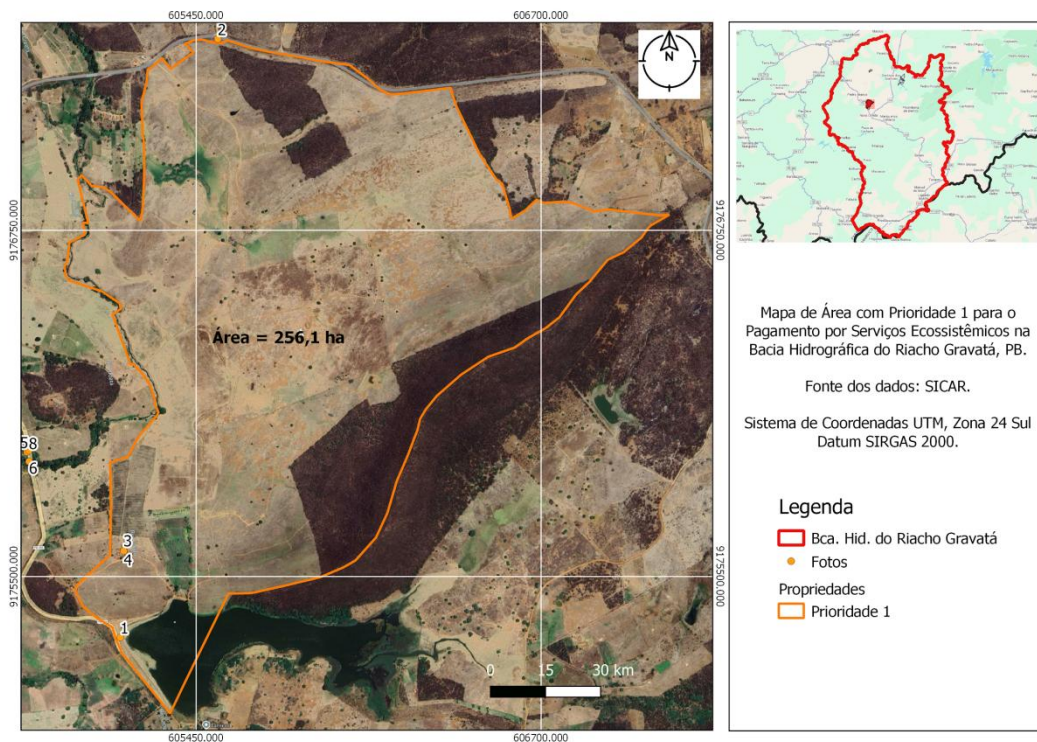 605450.000
606700.000
2
N
9176750.000
9176750.000
Área = 256,1 ha
58
6
3
4
9175500.000
9175500.000
1
0 15 30 km
605450.000
606700.000
Mapa de Área com Prioridade 1 para o
Pagamento por Serviços Ecossistêmicos na
Bacia Hidrográfica do Riacho Gravatá, PB.
Fonte dos dados: SICAR.
Sistema de Coordenadas UTM, Zona 24 Sul
Datum SIRGAS 2000.
Legenda
Bca. Hid. do Riacho Gravatá
Fotos
Propriedades
Prioridade 1